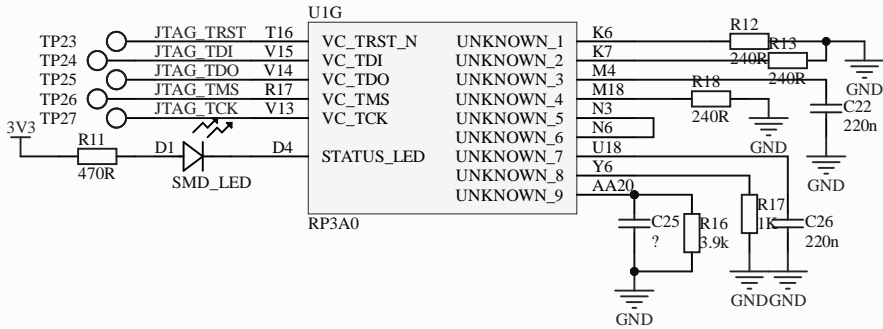 U1G
TP23 JTAG_TRST T16 VC_TRST_N UNKNOWN_1 K6 R12
TP24 JTAG_TDI V15 VC_TDI UNKNOWN_2 K7 240R R13
TP25 JTAG_TDO V14 VC_TDO UNKNOWN_3 M4 R18 240R GND
TP26 JTAG_TMS R17 VC_TMS UNKNOWN_4 M18 240R C22
TP27 JTAG_TCK V13 VC_TCK UNKNOWN_5 N3 220n
3V3 R11 UNKNOWN_6 N6 GND
470R D1 SMD_LED D4 STATUS_LED UNKNOWN_7 U18
UNKNOWN_8 Y6 GND
UNKNOWN_9 AA20
RP3A0 C25 R16 R17 C26
? 3.9k 1K 220n
GND GND
GND